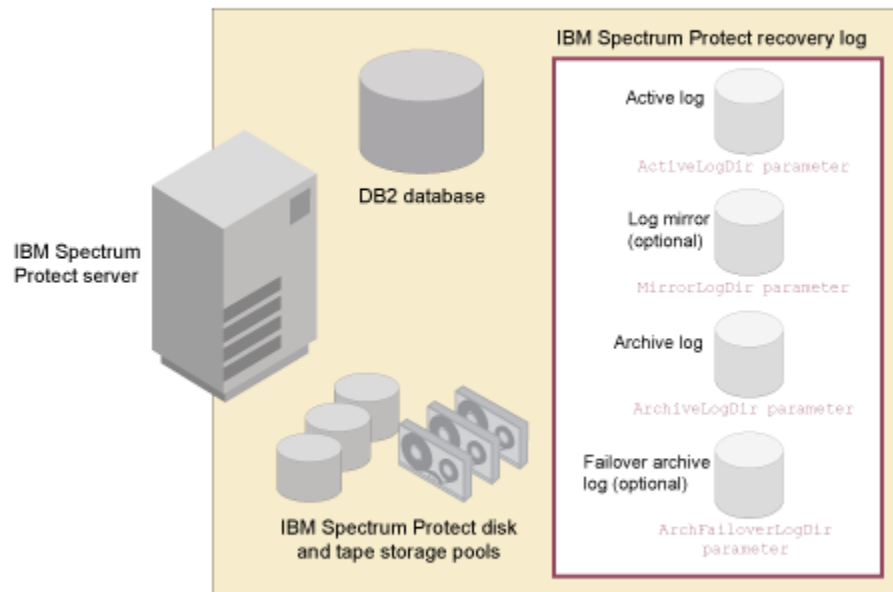 IBM Spectrum Protect recovery log
Active log
ActiveLogDir parameter
DB2 database
Log mirror
(optional)
MirrorLogDir parameter
IBM Spectrum
Protect server
Archive log
ArchiveLogDir parameter
Failover archive
log (optional)
ArchFailoverLogDir
parameter
IBM Spectrum Protect disk
and tape storage pools